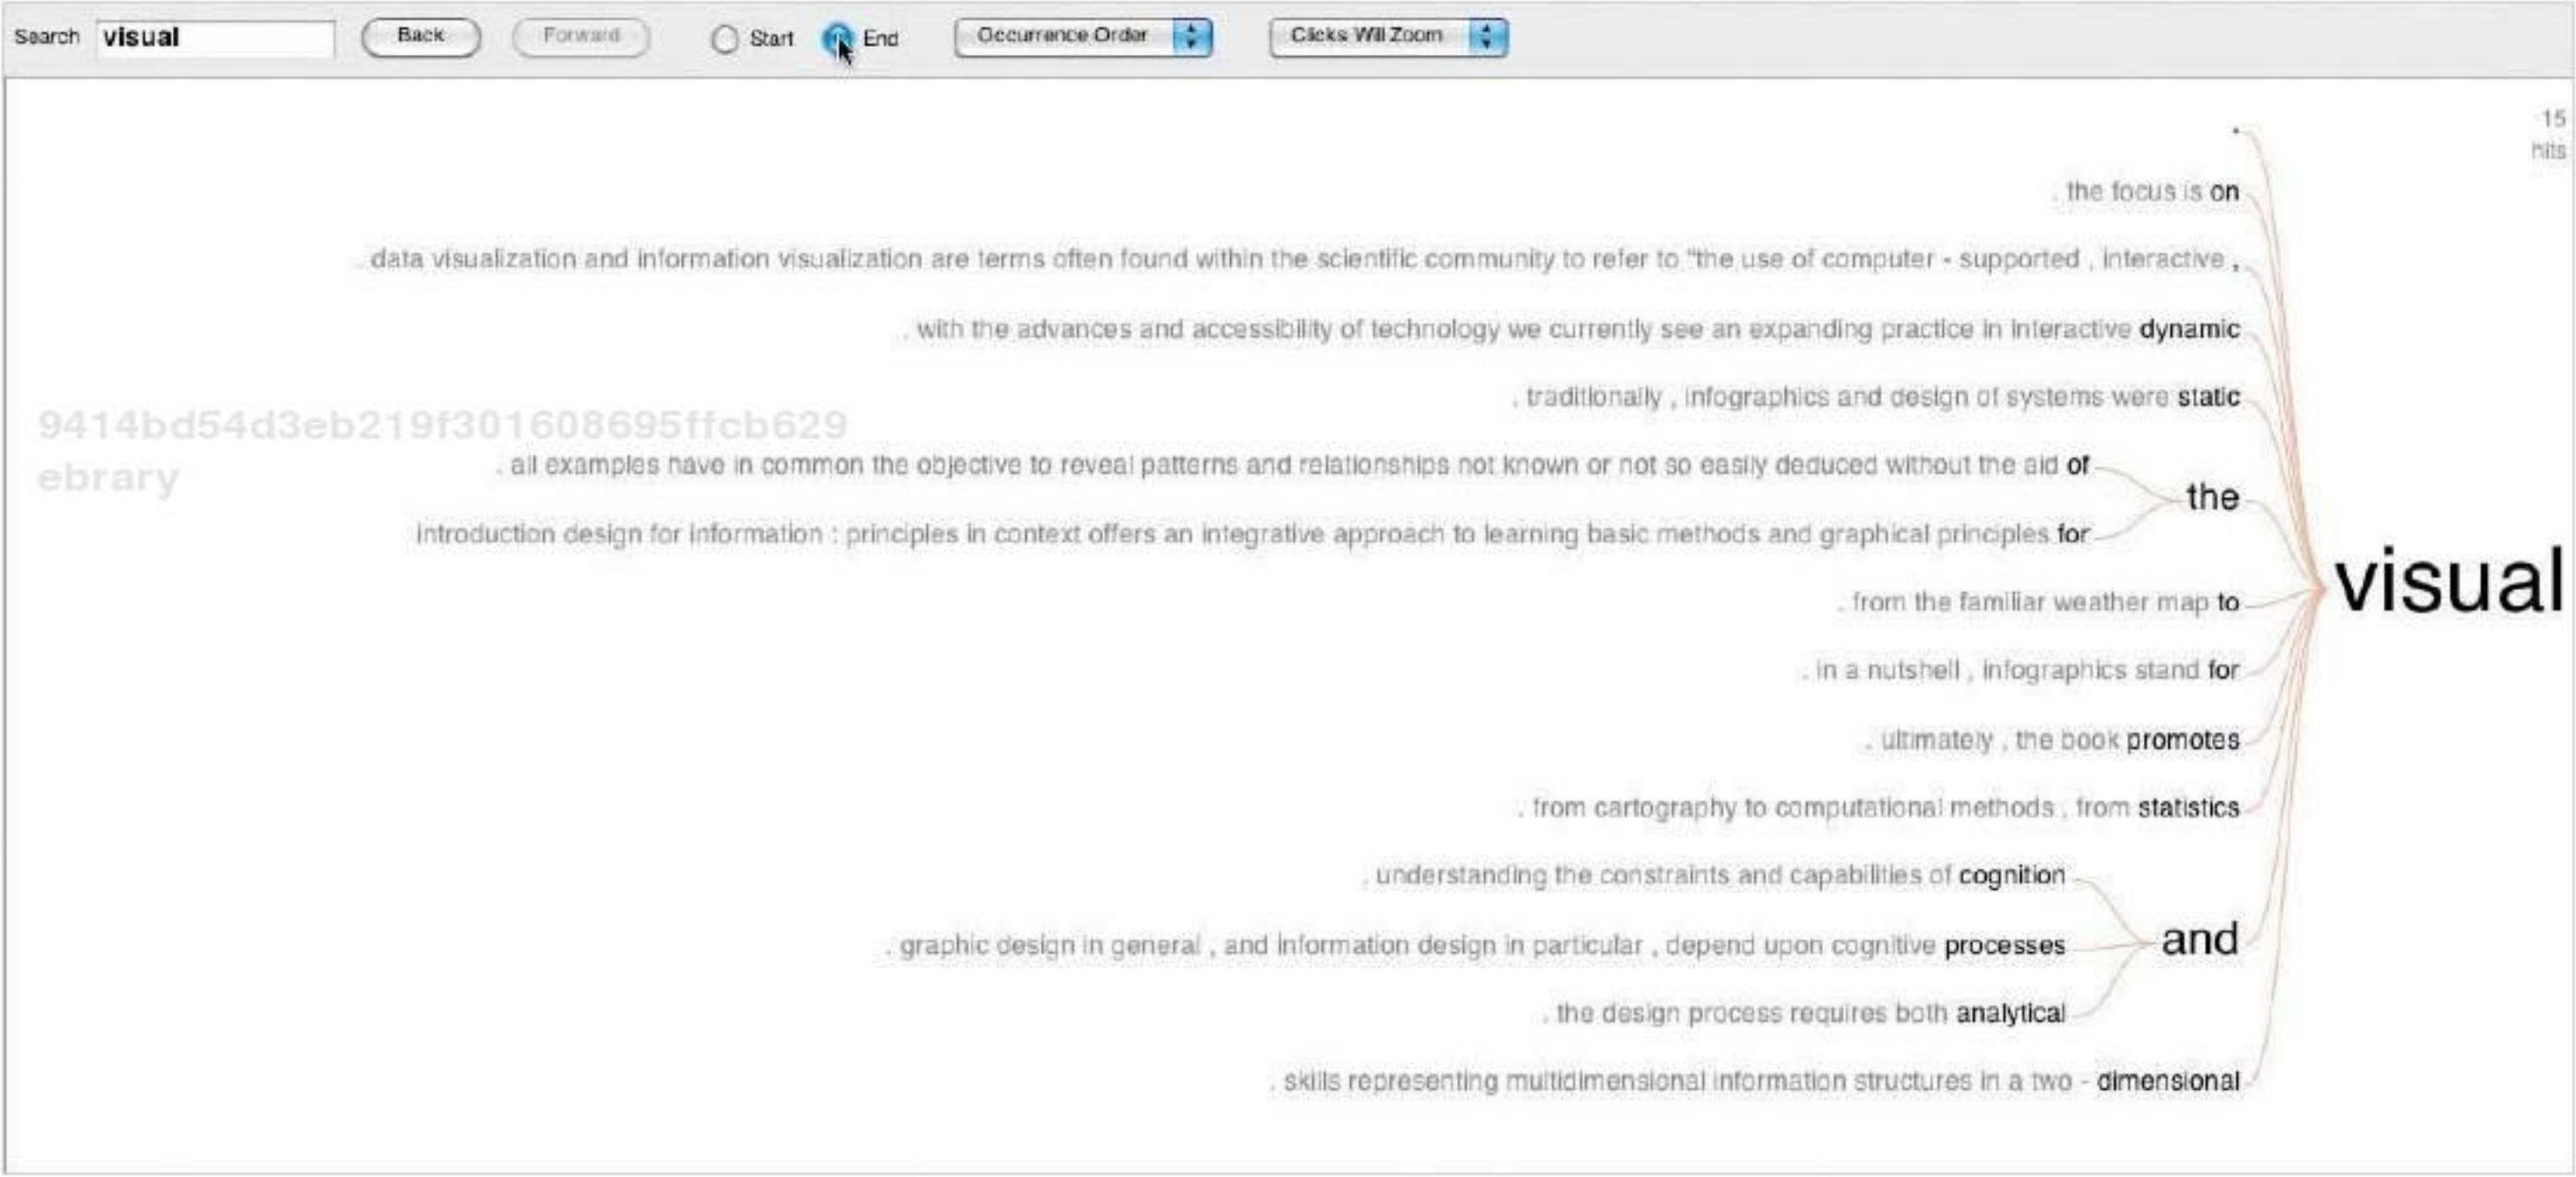 Search visual Back Forward Start End Occurrence Order Clicks Will Zoom
15
hits
.
. the focus is on
. data visualization and information visualization are terms often found within the scientific community to refer to "the use of computer - supported , interactive ,
. with the advances and accessibility of technology we currently see an expanding practice in interactive dynamic
. traditionally , infographics and design of systems were static
9414bd54d3eb219f301608695ffcb629
ebrary
. all examples have in common the objective to reveal patterns and relationships not known or not so easily deduced without the aid of
the
introduction design for information : principles in context offers an integrative approach to learning basic methods and graphical principles for
visual
. from the familiar weather map to
. in a nutshell , infographics stand for
. ultimately , the book promotes
. from cartography to computational methods , from statistics
. understanding the constraints and capabilities of cognition
. graphic design in general , and information design in particular , depend upon cognitive processes
and
. the design process requires both analytical
. skills representing multidimensional information structures in a two - dimensional